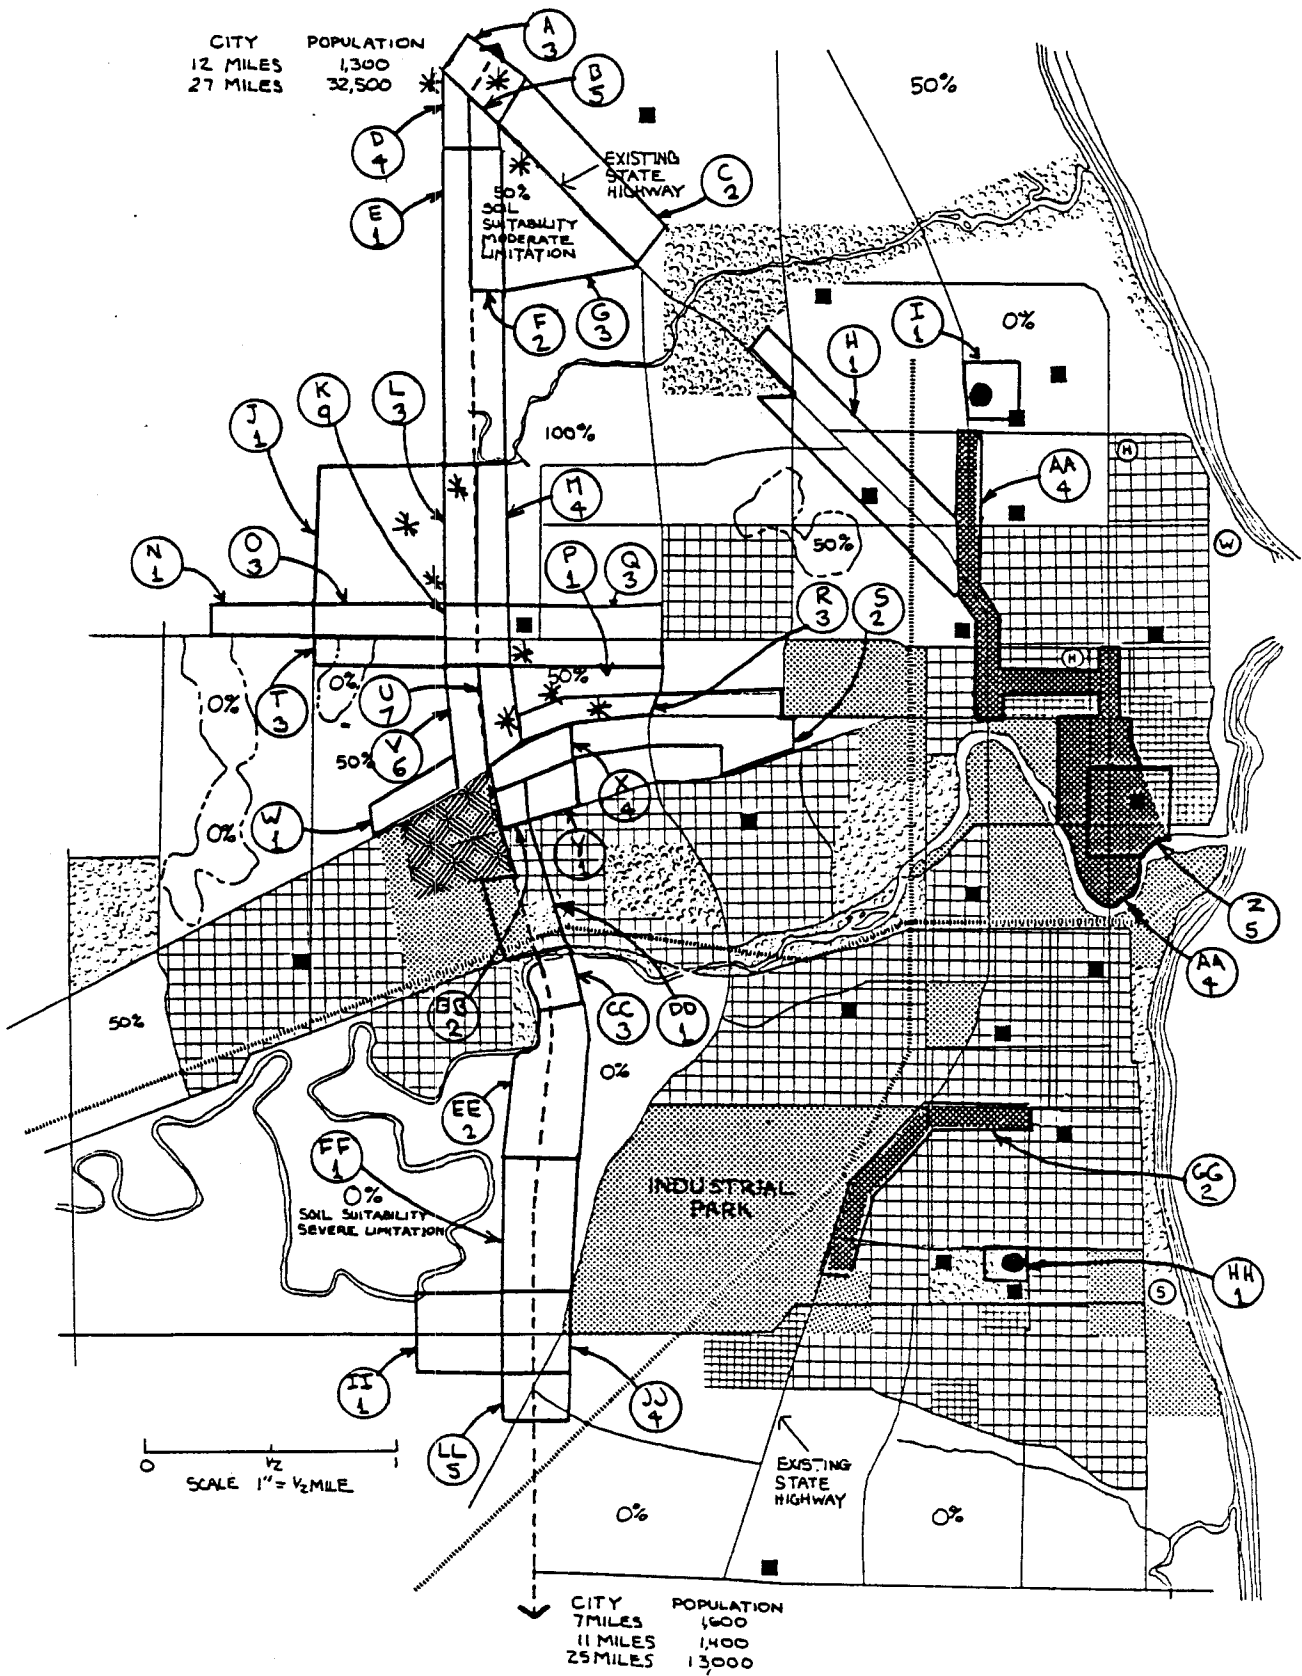 CITY POPULATION
12 MILES 1,300
27 MILES 32,500
A
3
B
5
50%
D
4
EXISTING
STATE
HIGHWAY
C
2
E
1
50%
SOIL
SUITABILITY
MODERATE
LIMITATION
F
2
G
3
H
1
I
1
0%
J
1
K
9
L
3
100%
M
4
H
AA
4
N
1
O
3
P
1
Q
3
50%
W
R
3
S
2
H
T
3
0%
0%
U
7
50%
V
6
50%
W
1
0%
X
4
Y
1
Z
5
AA
4
BB
2
CC
3
DD
1
50%
0%
EE
2
FF
1
0%
SOIL SUITABILITY
SEVERE LIMITATION
INDUSTRIAL
PARK
GG
2
HH
1
S
II
1
JJ
4
LL
5
0 1/2 1
SCALE 1" = 1/2 MILE
EXISTING
STATE
HIGHWAY
0%
0%
CITY POPULATION
7 MILES 1,600
11 MILES 1,400
25 MILES 13,000